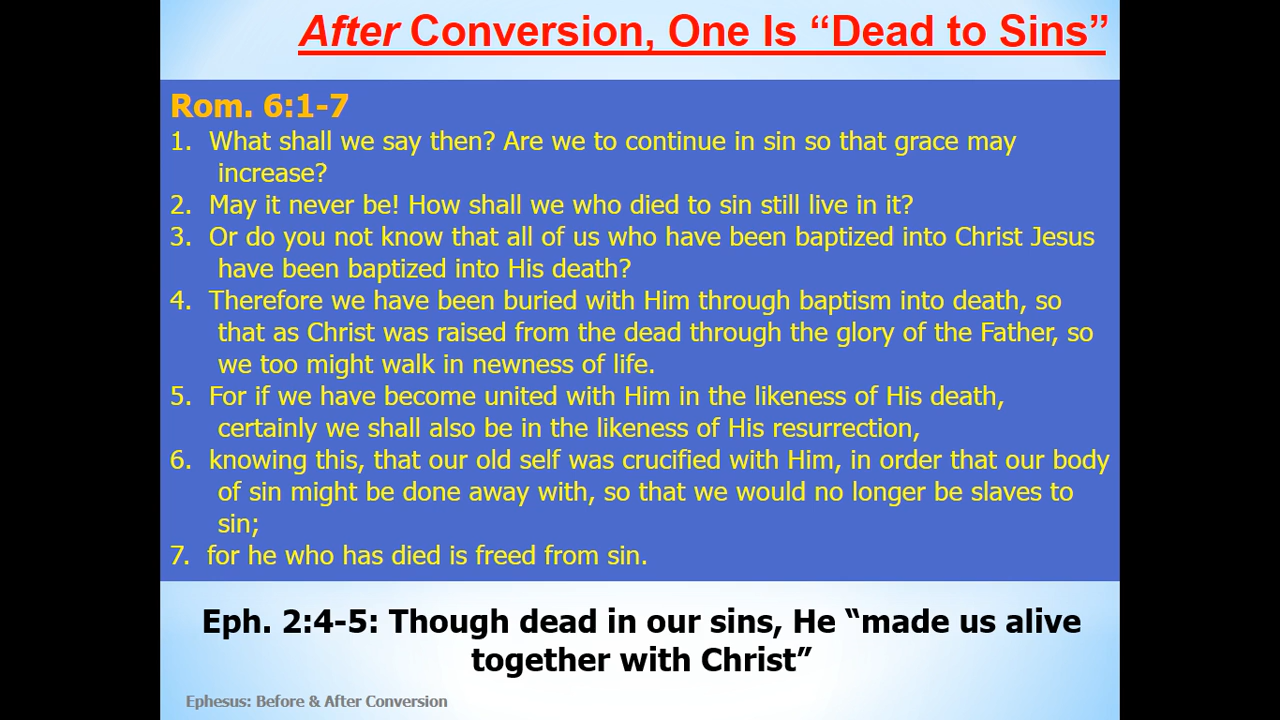 After Conversion, One Is “Dead to Sins”
Rom. 6:1-7
1. What shall we say then? Are we to continue in sin so that grace may
increase?
2. May it never be! How shall we who died to sin still live in it?
3. Or do you not know that all of us who have been baptized into Christ Jesus
have been baptized into His death?
4. Therefore we have been buried with Him through baptism into death, so
that as Christ was raised from the dead through the glory of the Father, so
we too might walk in newness of life.
5. For if we have become united with Him in the likeness of His death,
certainly we shall also be in the likeness of His resurrection,
6. knowing this, that our old self was crucified with Him, in order that our body
of sin might be done away with, so that we would no longer be slaves to
sin;
7. for he who has died is freed from sin.
Eph. 2:4-5: Though dead in our sins, He “made us alive
together with Christ”
Ephesus: Before & After Conversion